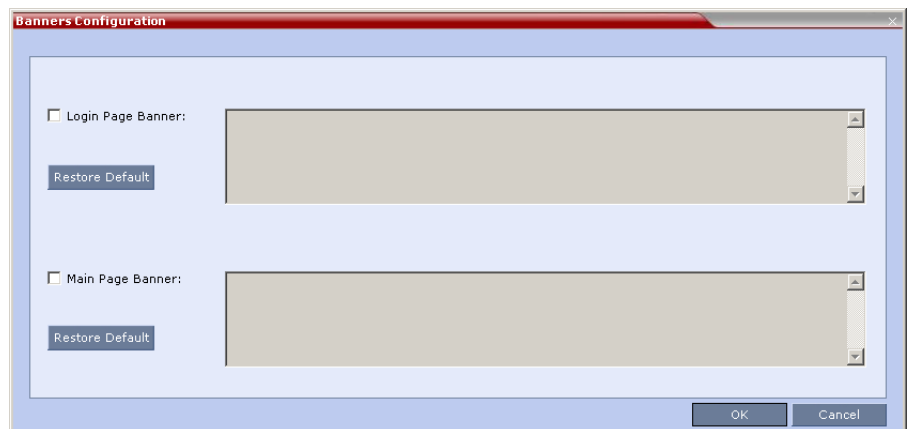 Banners Configuration
Login Page Banner:
Restore Default
Main Page Banner:
Restore Default
OK Cancel